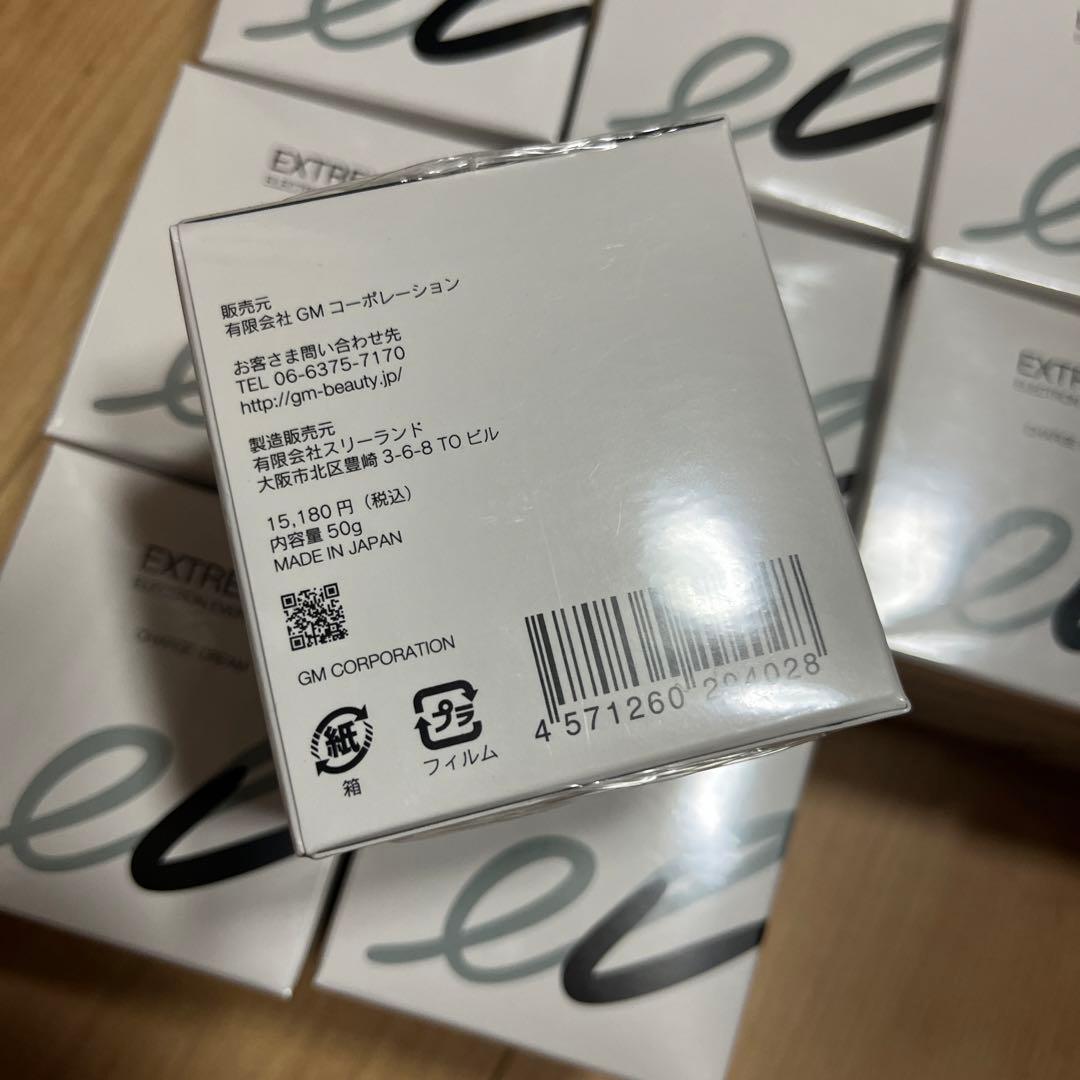 販売元
有限会社 GM コーポレーション
お客さま問い合わせ先
TEL 06-6375-7170
http://gm-beauty.jp/
製造販売元
有限会社スリーランド
大阪市北区豊崎 3-6-8 TO ビル
15,180 円（税込）
内容量 50g
MADE IN JAPAN
GM CORPORATION
紙
箱
プラ
フィルム
4 571260 204028
EXTRE
EXTRE
CHARGE CREAM
EXTRE